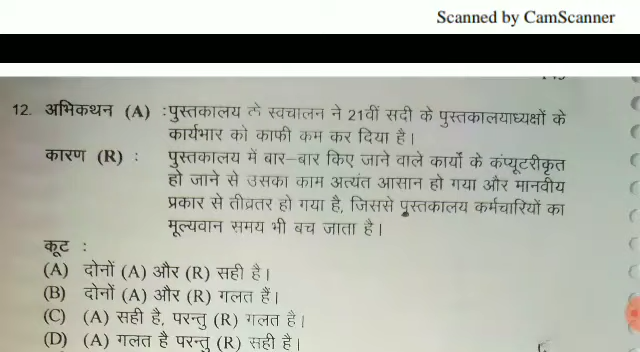 Scanned by CamScanner
12. अभिकथन (A) : पुस्तकालय के स्वचालन ने 21वीं सदी के पुस्तकालयाध्यक्षों के
कार्यभार को काफी कम कर दिया है।
कारण (R) : पुस्तकालय में बार–बार किए जाने वाले कार्यों के कंप्यूटरीकृत
हो जाने से उसका काम अत्यंत आसान हो गया और मानवीय
प्रकार से तीव्रतर हो गया है, जिससे पुस्तकालय कर्मचारियों का
मूल्यवान समय भी बच जाता है।
कूट :
(A) दोनों (A) और (R) सही है।
(B) दोनों (A) और (R) गलत हैं।
(C) (A) सही है, परन्तु (R) गलत है।
(D) (A) गलत है परन्तु (R) सही है।